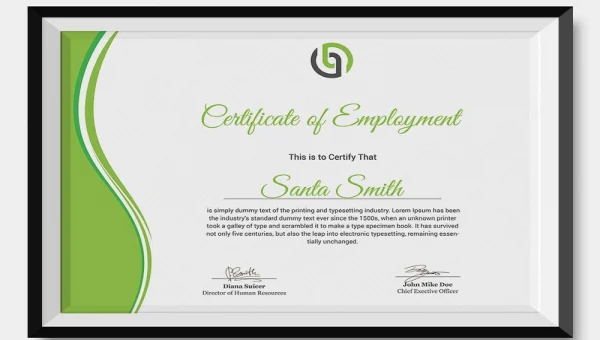 Certificate of Employment
This is to Certify That
Santa Smith
is simply dummy text of the printing and typesetting industry. Lorem Ipsum has been
the industry's standard dummy text ever since the 1500s, when an unknown printer
took a galley of type and scrambled it to make a type specimen book. It has survived
not only five centuries, but also the leap into electronic typesetting, remaining essen-
tially unchanged.
Diana Suicer
Director of Human Resources
John Mike Doe
Chief Exective Officer